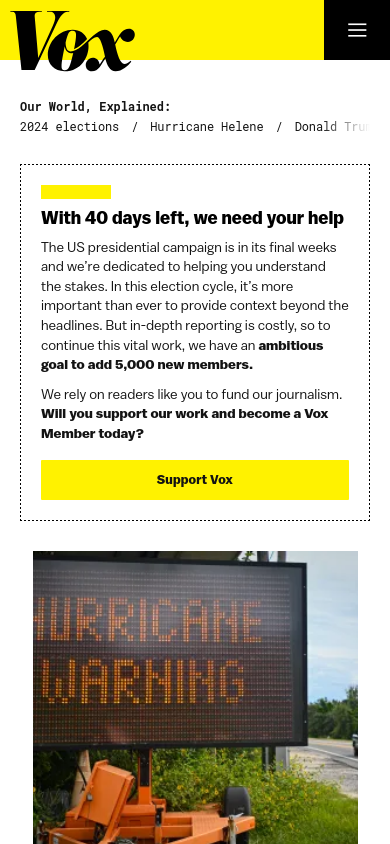 Vox
Our World, Explained:
2024 elections / Hurricane Helene / Donald Trum
With 40 days left, we need your help
The US presidential campaign is in its final weeks
and we’re dedicated to helping you understand
the stakes. In this election cycle, it’s more
important than ever to provide context beyond the
headlines. But in-depth reporting is costly, so to
continue this vital work, we have an ambitious
goal to add 5,000 new members.
We rely on readers like you to fund our journalism.
Will you support our work and become a Vox
Member today?
Support Vox
HURRICANE
WARNING